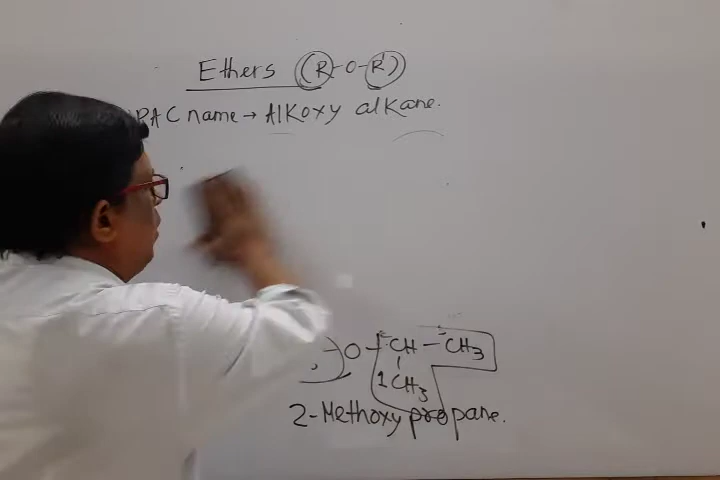 Ethers (R-O-R')
PAC name → Alkoxy alkane.
O-CH-CH3
1CH3
2-Methoxy propane.